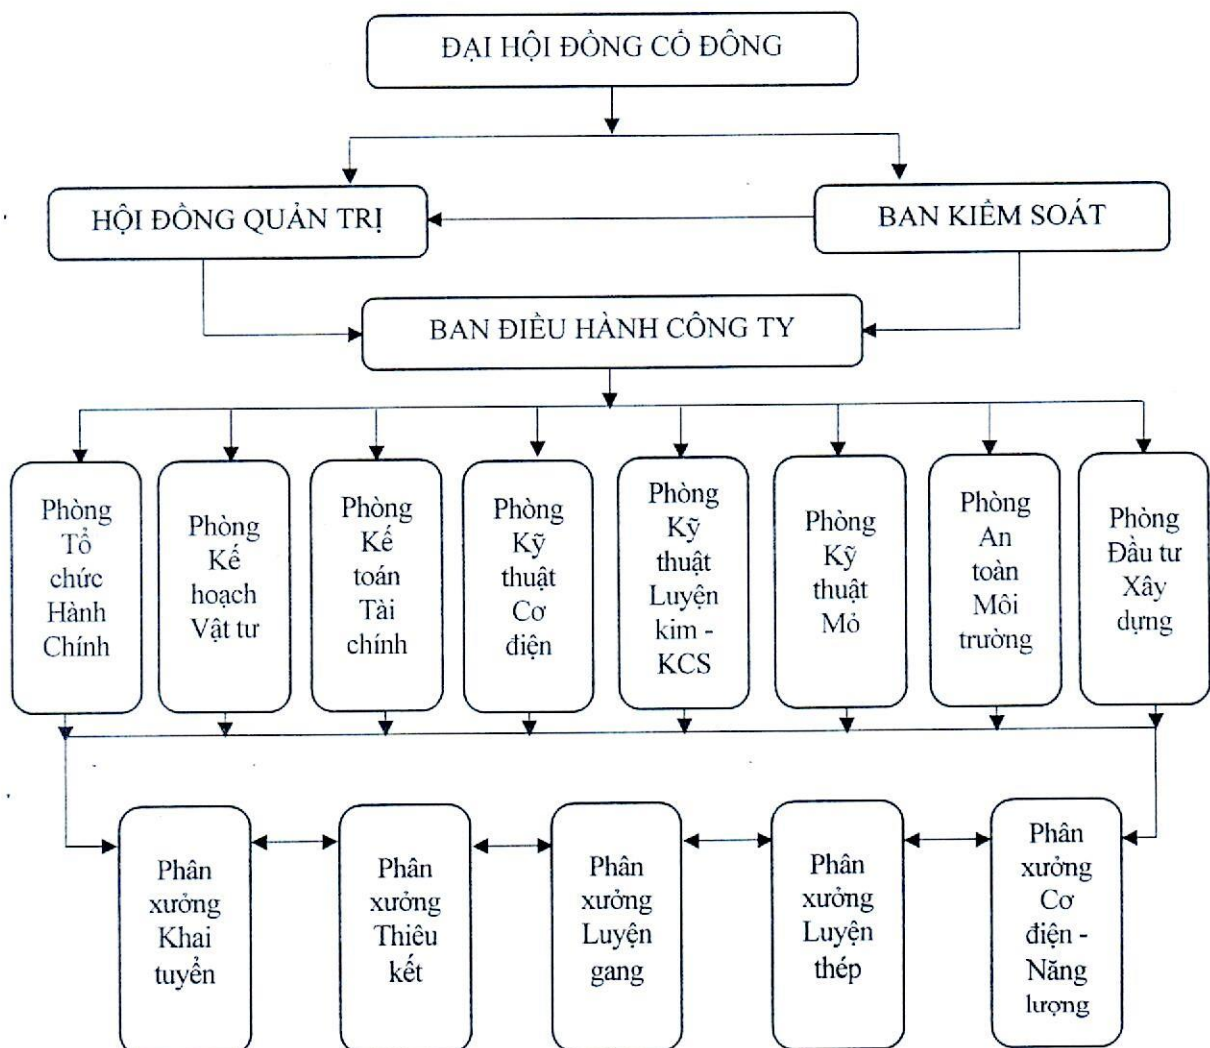 ĐẠI HỘI ĐỒNG CỔ ĐÔNG
HỘI ĐỒNG QUẢN TRỊ
BAN KIỂM SOÁT
BAN ĐIỀU HÀNH CÔNG TY
Phòng
Tổ
chức
Hành
Chính
Phòng
Kế
hoạch
Vật tư
Phòng
Kế
toán
Tài
chính
Phòng
Kỹ
thuật
Cơ
điện
Phòng
Kỹ
thuật
Luyện
kim -
KCS
Phòng
Kỹ
thuật
Mỏ
Phòng
An
toàn
Môi
trường
Phòng
Đầu tư
Xây
dựng
Phân
xưởng
Khai
tuyển
Phân
xưởng
Thiêu
kết
Phân
xưởng
Luyện
gang
Phân
xưởng
Luyện
thép
Phân
xưởng
Cơ
điện -
Năng
lượng